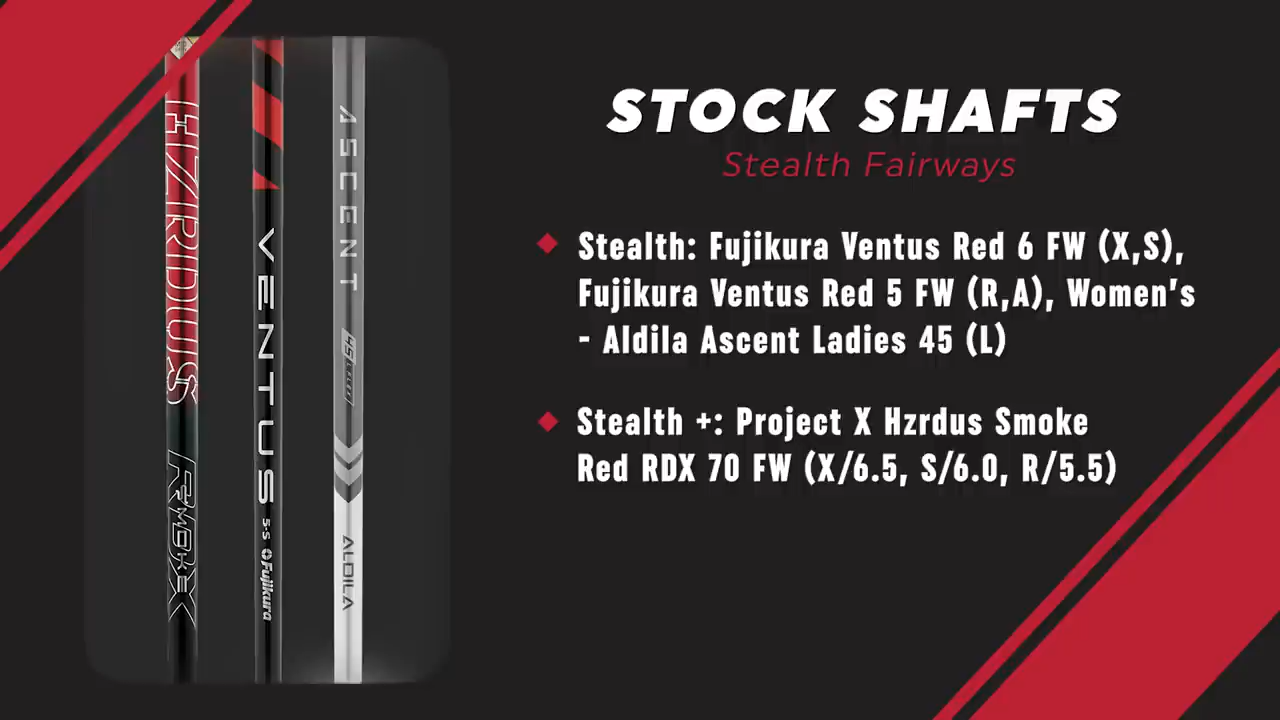 STOCK SHAFTS
Stealth Fairways
Stealth: Fujikura Ventus Red 6 FW (X,S),
Fujikura Ventus Red 5 FW (R,A), Women's
- Aldila Ascent Ladies 45 (L)
Stealth +: Project X Hzrdus Smoke
Red RDX 70 FW (X/6.5, S/6.0, R/5.5)
HZRDUS
VENTUS
5-S
Fujikura
ASCENT
ALDILA